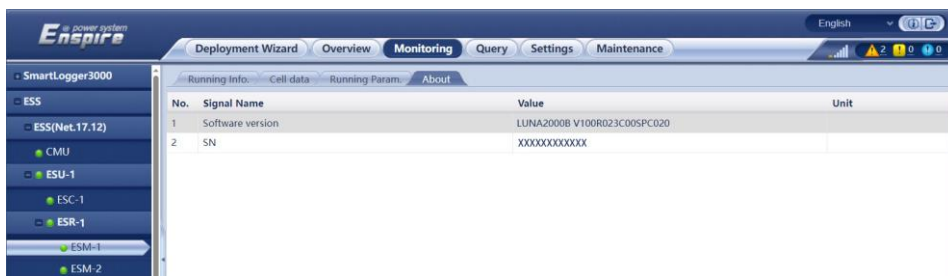 e power system
Enspire
English
Deployment Wizard Overview Monitoring Query Settings Maintenance
2 0 0
SmartLogger3000
ESS
ESS(Net.17.12)
CMU
ESU-1
ESC-1
ESR-1
ESM-1
ESM-2
Running Info. Cell data Running Param. About
No. Signal Name Value Unit
1 Software version LUNA2000B V100R023C00SPC020
2 SN XXXXXXXXXXXX